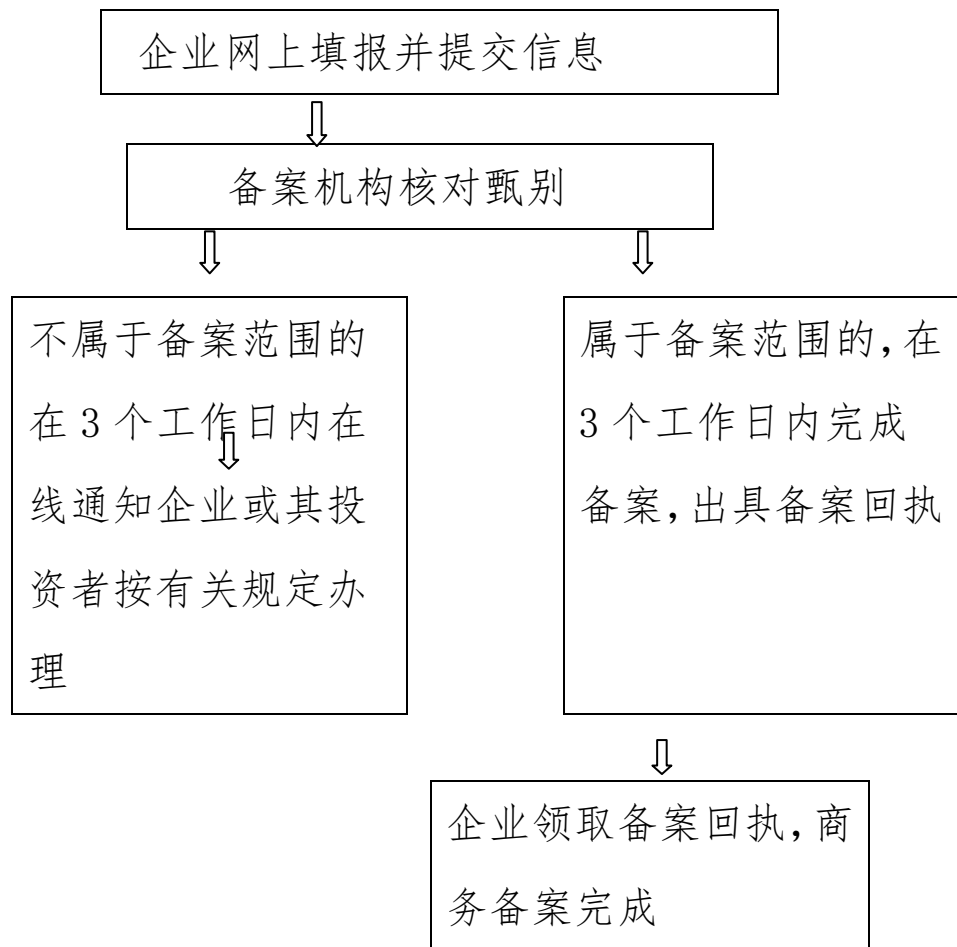 企业网上填报并提交信息
备案机构核对甄别
不属于备案范围的
在3个工作日内在
线通知企业或其投
资者按有关规定办
理
属于备案范围的,在
3个工作日内完成
备案,出具备案回执
企业领取备案回执,商
务备案完成